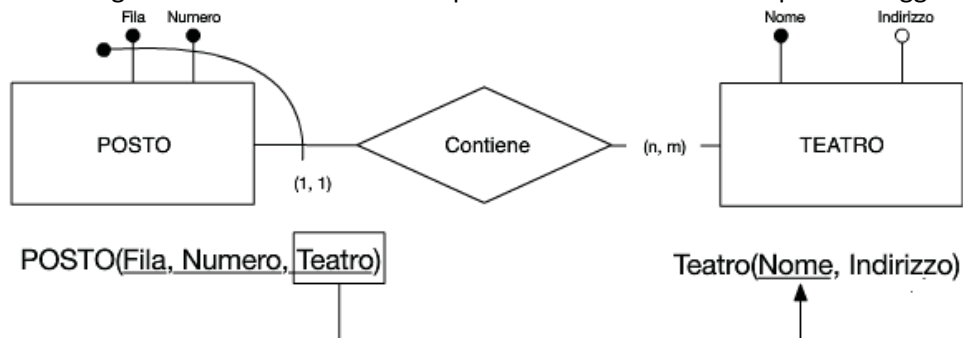 Fila Numero Nome Indirizzo
POSTO Contiene (n, m) TEATRO
(1, 1)
POSTO(Fila, Numero, Teatro) Teatro(Nome, Indirizzo)